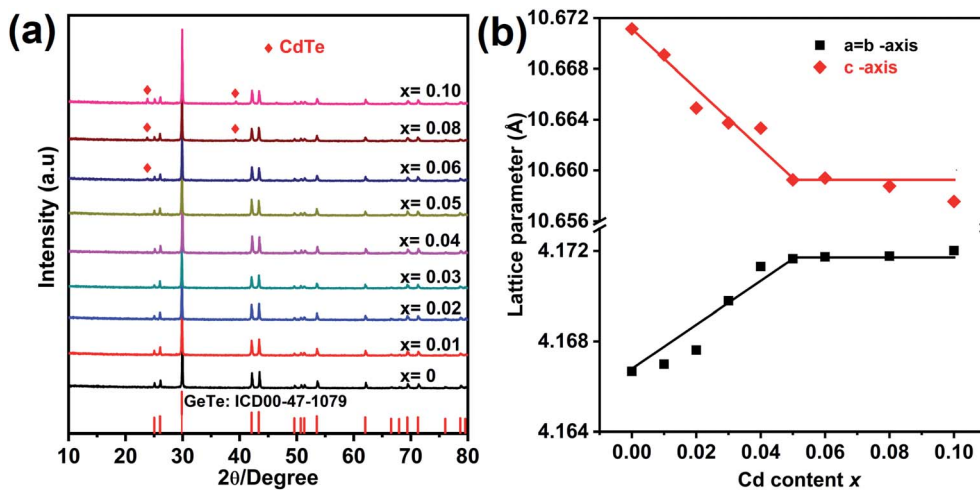 (a)
CdTe
x= 0.10
x= 0.08
x= 0.06
x= 0.05
x= 0.04
x= 0.03
x= 0.02
x= 0.01
x= 0
GeTe: ICD00-47-1079
Intensity (a.u)
10 20 30 40 50 60 70 80
2θ/Degree
(b)
a=b -axis
c -axis
10.672
10.668
10.664
10.660
10.656
4.172
4.168
4.164
Lattice parameter (Å)
0.00 0.02 0.04 0.06 0.08 0.10
Cd content x